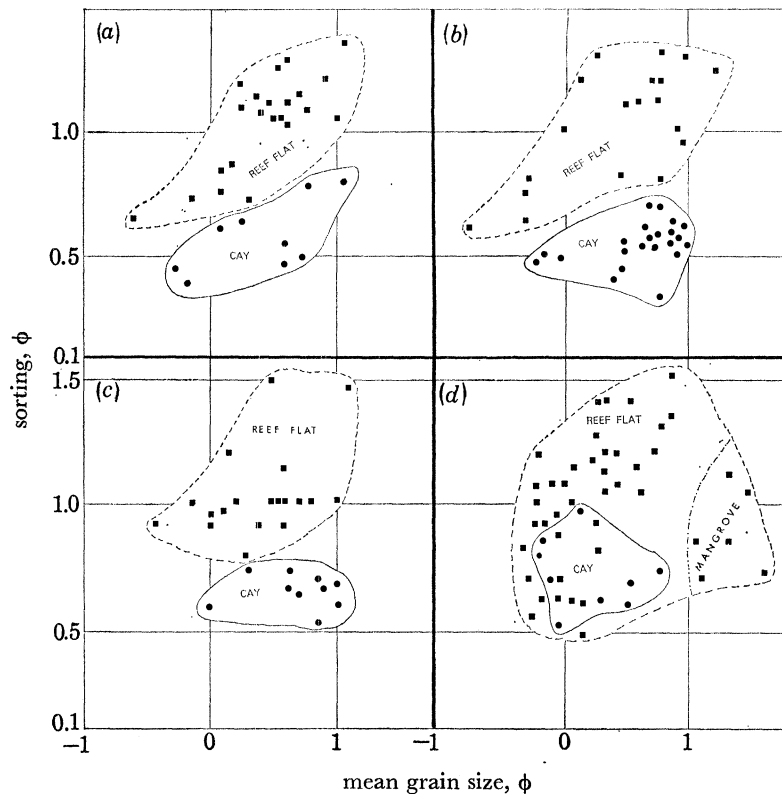 (a)
(b)
REEF FLAT
REEF FLAT
CAY
CAY
1.0
0.5
0.1
sorting, ϕ
(c)
(d)
REEF FLAT
REEF FLAT
MANGROVE
CAY
CAY
1.5
1.0
0.5
0.1
−1
0
1
−1
0
1
mean grain size, ϕ